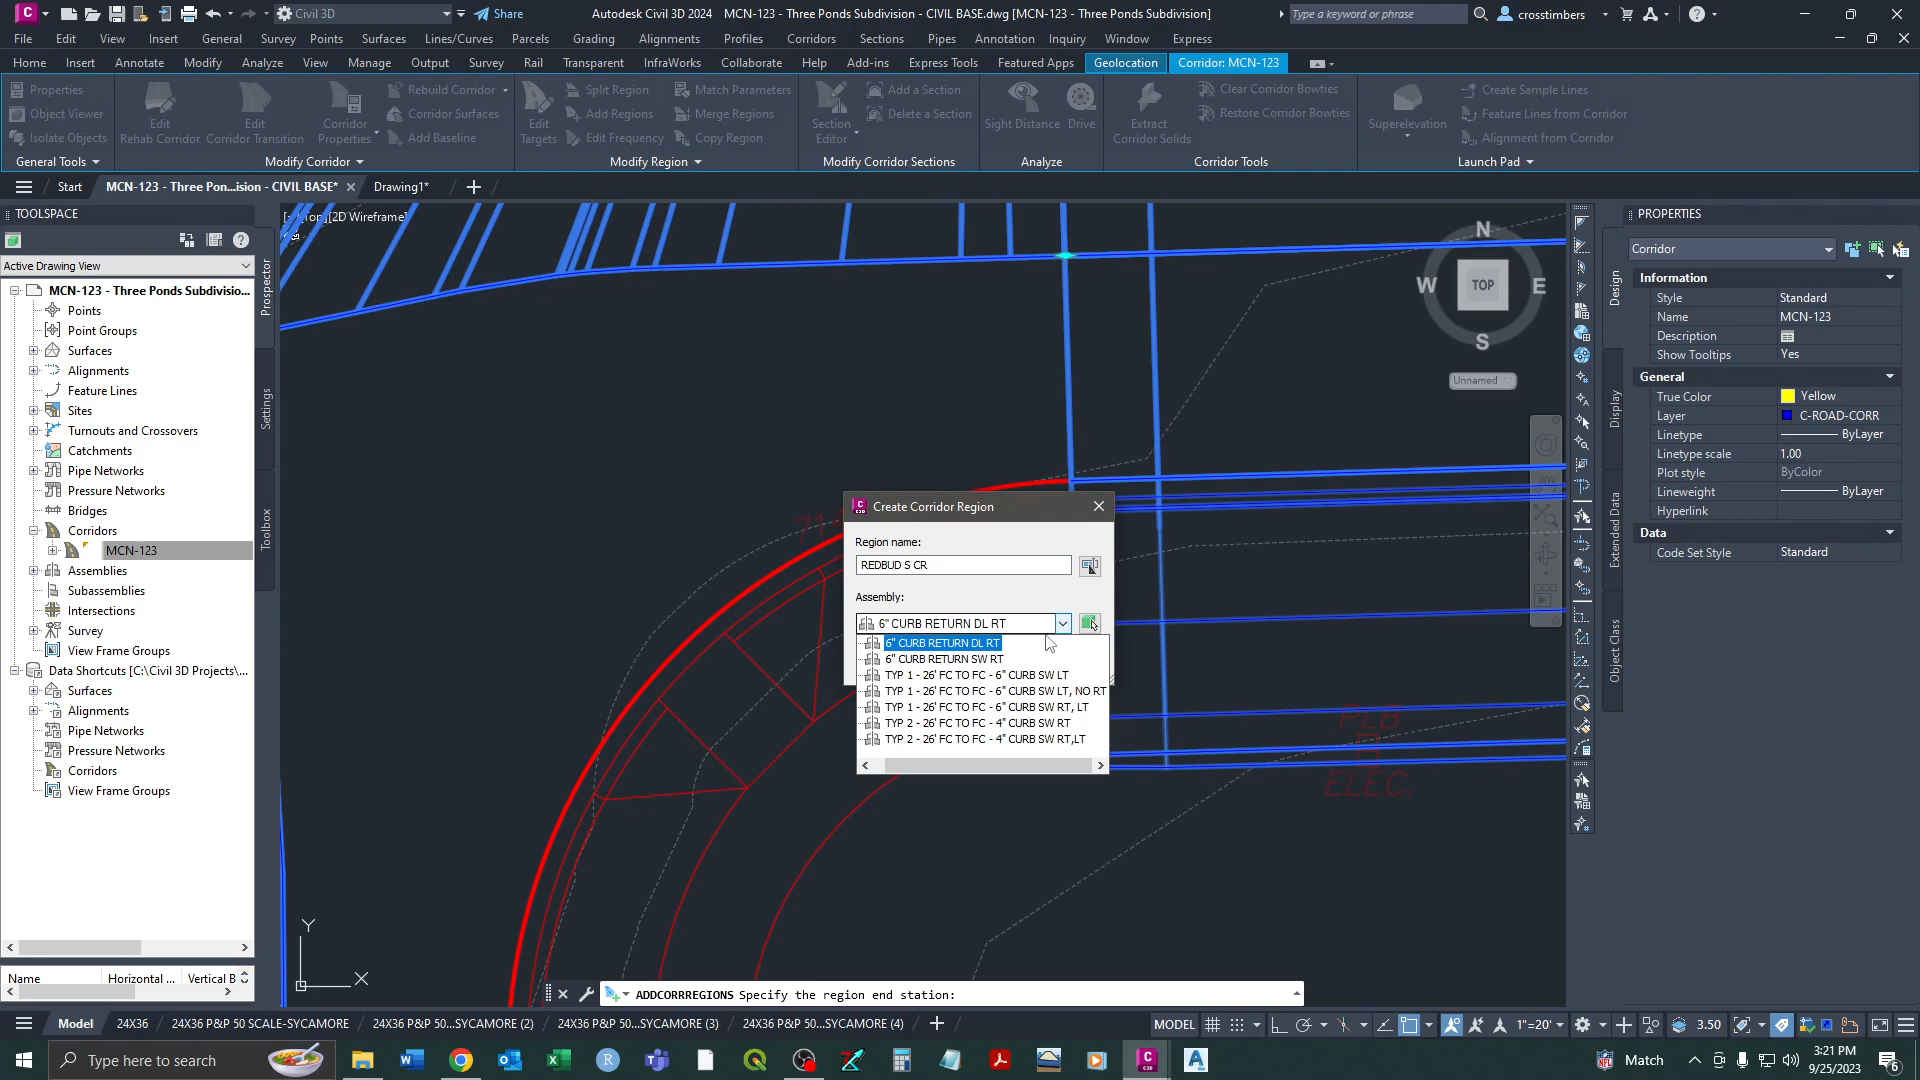 Civil 3D
Share
Autodesk Civil 3D 2024 MCN-123 - Three Ponds Subdivision - CIVIL BASE.dwg [MCN-123 - Three Ponds Subdivision]
Type a keyword or phrase
crosstimbers
File Edit View Insert General Survey Points Surfaces Lines/Curves Parcels Grading Alignments Profiles Corridors Sections Pipes Annotation Inquiry Window Express
Home Insert Annotate Modify Analyze View Manage Output Survey Rail Transparent InfraWorks Collaborate Help Add-ins Express Tools Featured Apps Geolocation Corridor: MCN-123
Properties
Object Viewer
Isolate Objects
General Tools
Edit Rehab Corridor
Edit Corridor Transition
Corridor Properties
Rebuild Corridor
Corridor Surfaces
Add Baseline
Modify Corridor
Edit Targets
Split Region
Add Regions
Edit Frequency
Match Parameters
Merge Regions
Copy Region
Modify Region
Section Editor
Add a Section
Delete a Section
Modify Corridor Sections
Sight Distance
Drive
Analyze
Extract Corridor Solids
Clear Corridor Bowties
Restore Corridor Bowties
Corridor Tools
Superelevation
Create Sample Lines
Feature Lines from Corridor
Alignment from Corridor
Launch Pad
Start
MCN-123 - Three Pon...ision - CIVIL BASE*
Drawing1*
TOOLSPACE
Active Drawing View
MCN-123 - Three Ponds Subdivisio...
Points
Point Groups
Surfaces
Alignments
Feature Lines
Sites
Turnouts and Crossovers
Catchments
Pipe Networks
Pressure Networks
Bridges
Corridors
MCN-123
Assemblies
Subassemblies
Intersections
Survey
View Frame Groups
Data Shortcuts [C:\Civil 3D Projects\...
Surfaces
Alignments
Pipe Networks
Pressure Networks
Corridors
View Frame Groups
Name Horizontal ... Vertical B
Prospector
Settings
Toolbox
[2D Wireframe]
N
W TOP E
S
Unnamed
Create Corridor Region
Region name:
REDBUD S CR
Assembly:
6" CURB RETURN DL RT
6" CURB RETURN DL RT
6" CURB RETURN SW RT
TYP 1 - 26' FC TO FC - 6" CURB SW LT
TYP 1 - 26' FC TO FC - 6" CURB SW LT, NO RT
TYP 1 - 26' FC TO FC - 6" CURB SW RT, LT
TYP 2 - 26' FC TO FC - 4" CURB SW RT
TYP 2 - 26' FC TO FC - 4" CURB SW RT,LT
PLB
ELEC.
Y
X
ADDCORRREGIONS Specify the region end station:
PROPERTIES
Corridor
Information
Style Standard
Name MCN-123
Description
Show Tooltips Yes
General
True Color Yellow
Layer C-ROAD-CORR
Linetype ByLayer
Linetype scale 1.00
Plot style ByColor
Lineweight ByLayer
Hyperlink
Data
Code Set Style Standard
Design
Display
Extended Data
Object Class
Model 24X36 24X36 P&P 50 SCALE-SYCAMORE 24X36 P&P 50...SYCAMORE (2) 24X36 P&P 50...SYCAMORE (3) 24X36 P&P 50...SYCAMORE (4)
MODEL 1"=20' 3.50
Type here to search
Match
3:21 PM
9/25/2023
6